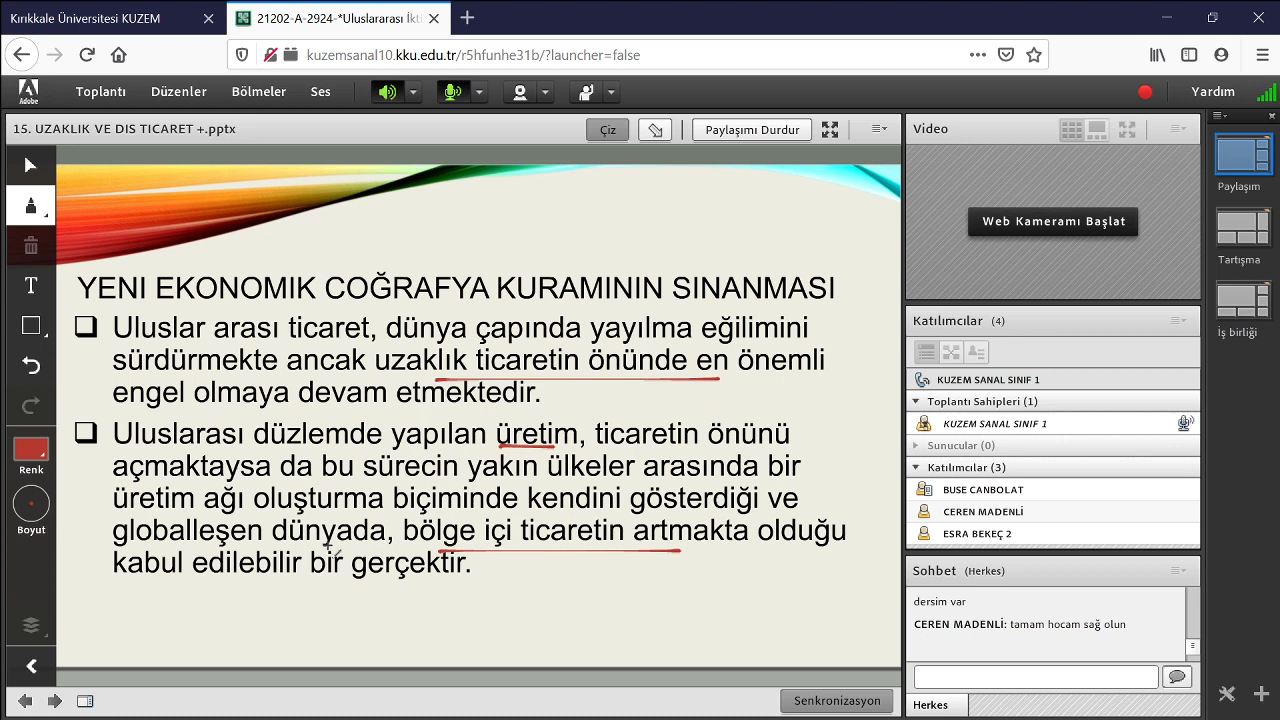 Kırıkkale Üniversitesi KUZEM
21202-A-2924-*Uluslararası İkti
kuzemsanal10.kku.edu.tr/r5hfunhe31b/?launcher=false
Adobe
Toplantı
Düzenler
Bölmeler
Ses
Yardım
15. UZAKLIK VE DIS TICARET +.pptx
Çiz
Paylaşımı Durdur
Renk
Boyut
YENI EKONOMIK COĞRAFYA KURAMININ SINANMASI
Uluslar arası ticaret, dünya çapında yayılma eğilimini
sürdürmekte ancak uzaklık ticaretin önünde en önemli
engel olmaya devam etmektedir.
Uluslarası düzlemde yapılan üretim, ticaretin önünü
açmaktaysa da bu sürecin yakın ülkeler arasında bir
üretim ağı oluşturma biçiminde kendini gösterdiği ve
globalleşen dünyada, bölge içi ticaretin artmakta olduğu
kabul edilebilir bir gerçektir.
Senkronizasyon
Video
Web Kameramı Başlat
Katılımcılar (4)
KUZEM SANAL SINIF 1
Toplantı Sahipleri (1)
KUZEM SANAL SINIF 1
Sunucular (0)
Katılımcılar (3)
BUSE CANBOLAT
CEREN MADENLİ
ESRA BEKEÇ 2
Sohbet (Herkes)
dersim var
CEREN MADENLİ: tamam hocam sağ olun
Herkes
Paylaşım
Tartışma
İş birliği